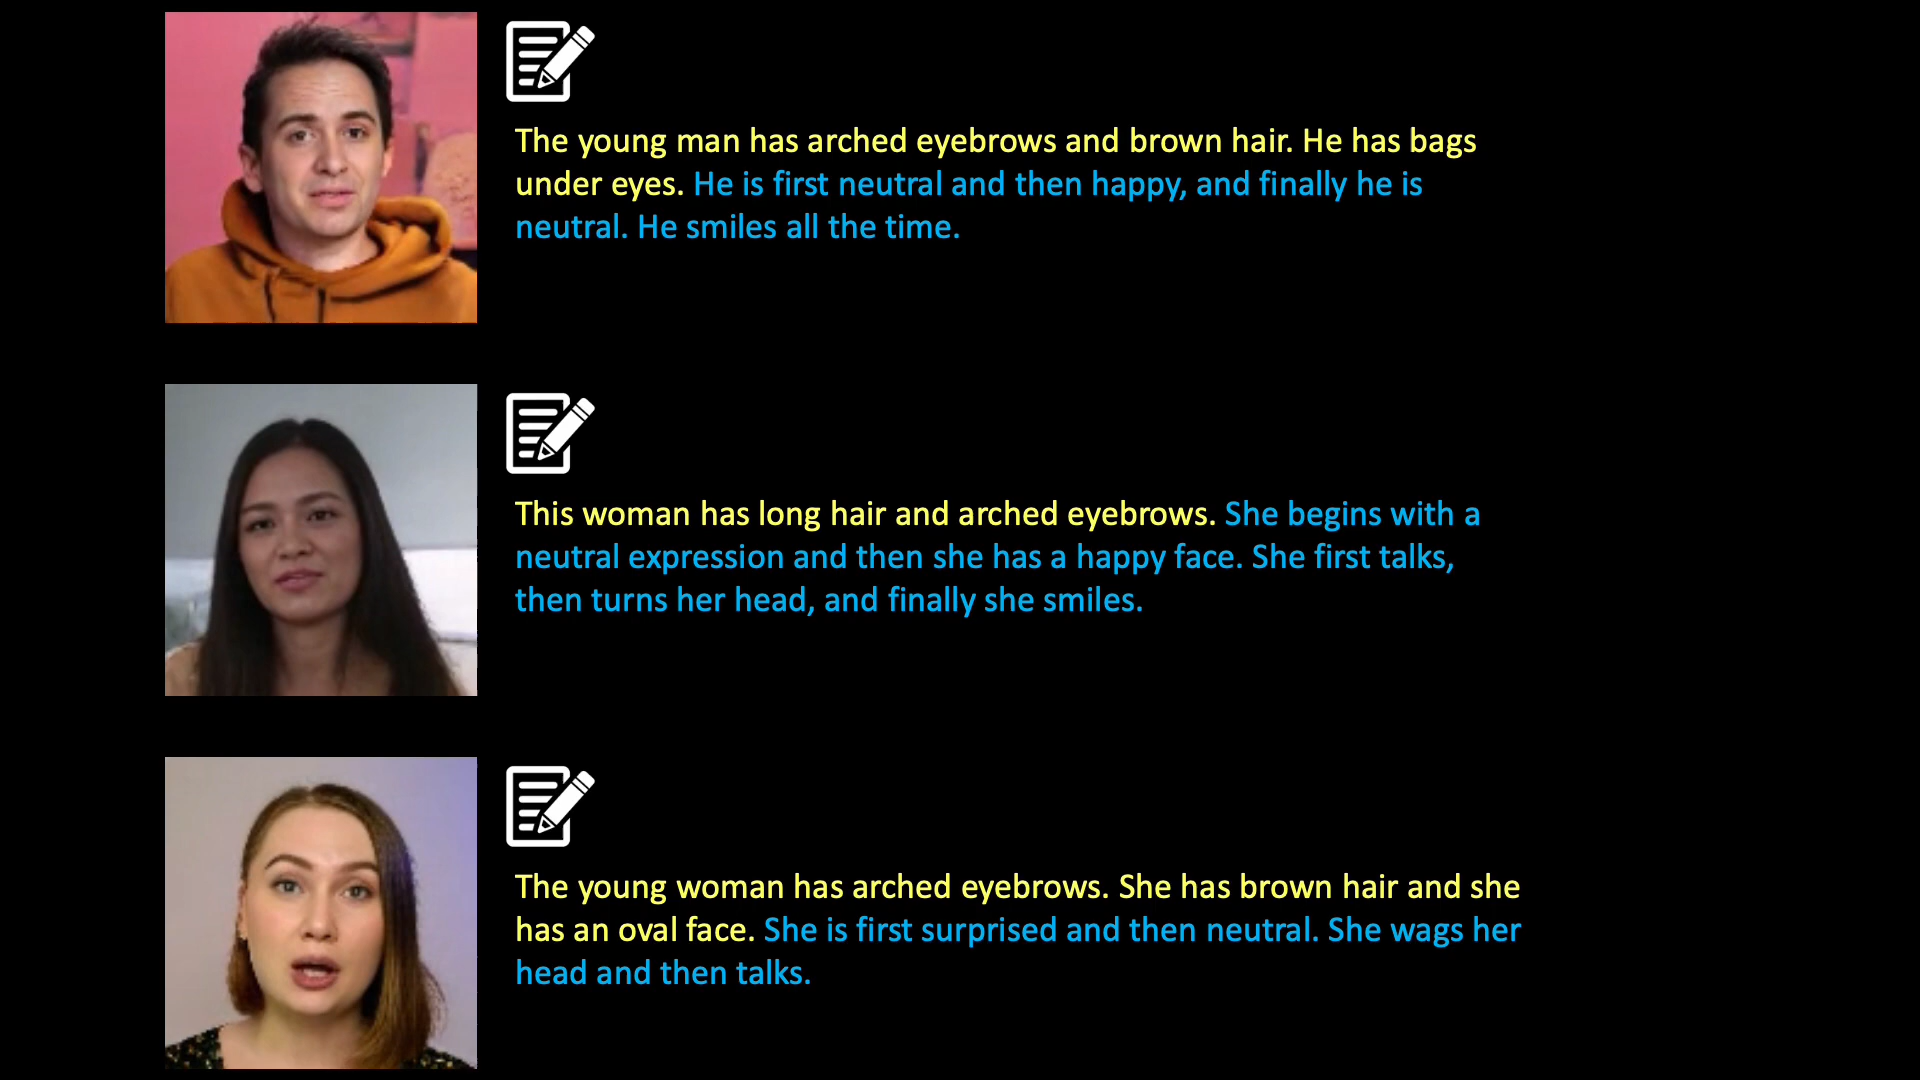 The young man has arched eyebrows and brown hair. He has bags
under eyes. He is first neutral and then happy, and finally he is
neutral. He smiles all the time.
This woman has long hair and arched eyebrows. She begins with a
neutral expression and then she has a happy face. She first talks,
then turns her head, and finally she smiles.
The young woman has arched eyebrows. She has brown hair and she
has an oval face. She is first surprised and then neutral. She wags her
head and then talks.